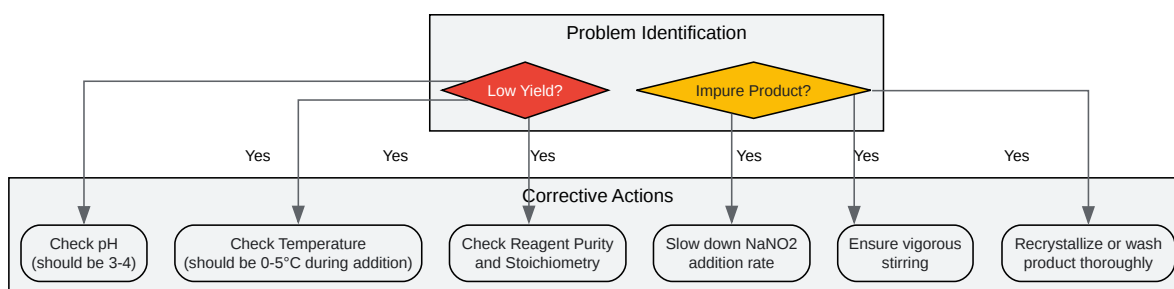 Problem Identification
Low Yield?
Impure Product?
Yes
Yes
Yes
Yes
Yes
Yes
Corrective Actions
Check pH
(should be 3-4)
Check Temperature
(should be 0-5°C during addition)
Check Reagent Purity
and Stoichiometry
Slow down NaNO2
addition rate
Ensure vigorous
stirring
Recrystallize or wash
product thoroughly